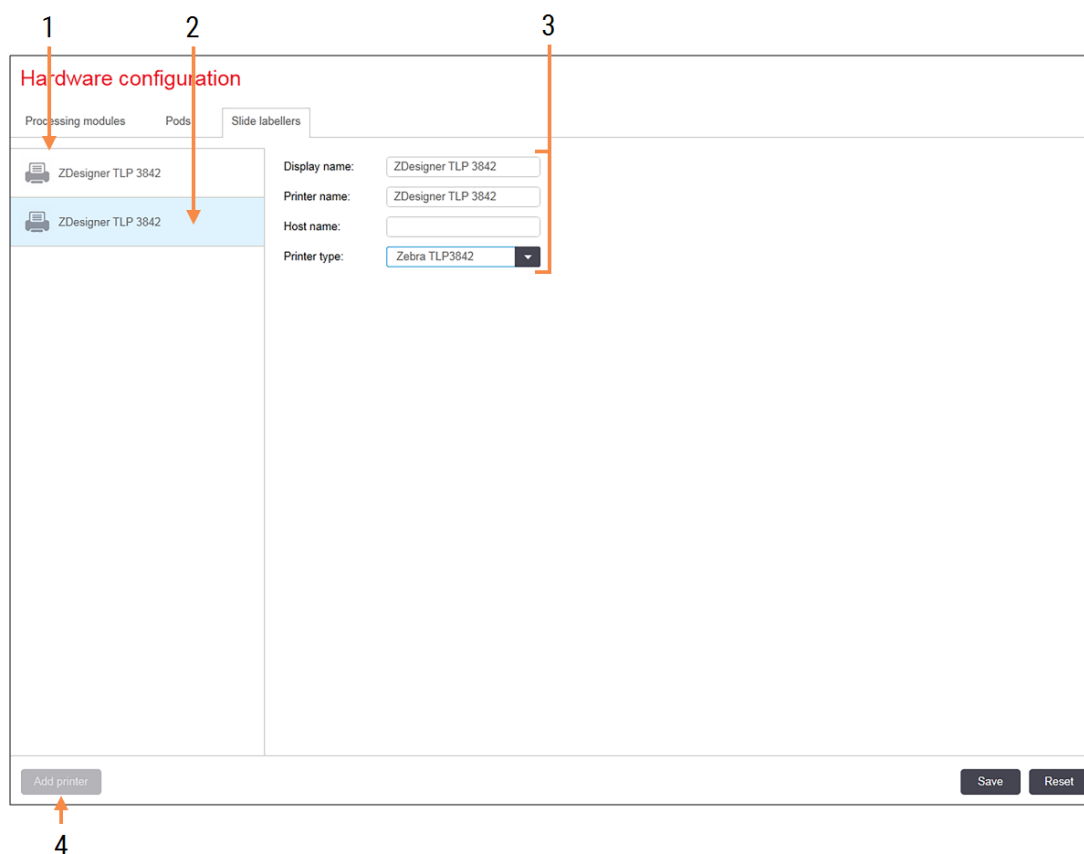 1 2 3
Hardware configuration
Processing modules Pods Slide labellers
ZDesigner TLP 3842
ZDesigner TLP 3842
Display name: ZDesigner TLP 3842
Printer name: ZDesigner TLP 3842
Host name:
Printer type: Zebra TLP3842
Add printer Save Reset
4